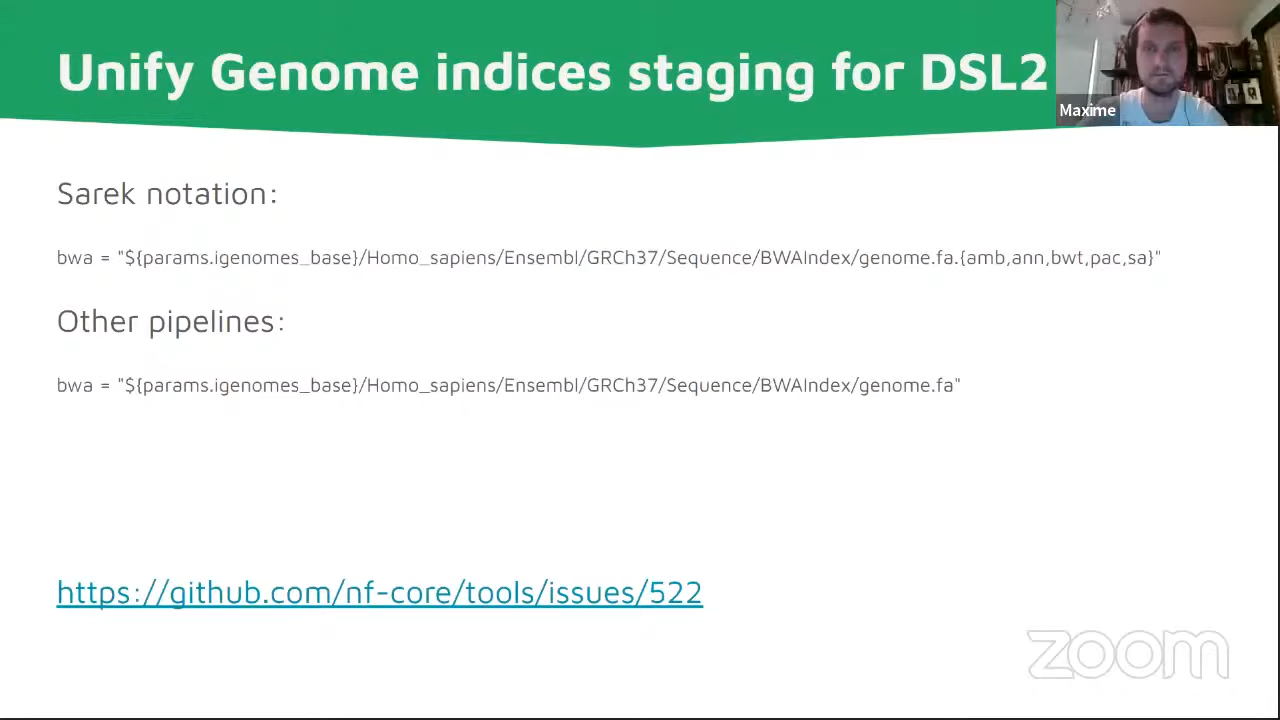 Unify Genome indices staging for DSL2
Maxime
Sarek notation:
bwa = "${params.igenomes_base}/Homo_sapiens/Ensembl/GRCh37/Sequence/BWAIndex/genome.fa.{amb,ann,bwt,pac,sa}"
Other pipelines:
bwa = "${params.igenomes_base}/Homo_sapiens/Ensembl/GRCh37/Sequence/BWAIndex/genome.fa"
https://github.com/nf-core/tools/issues/522
zoom